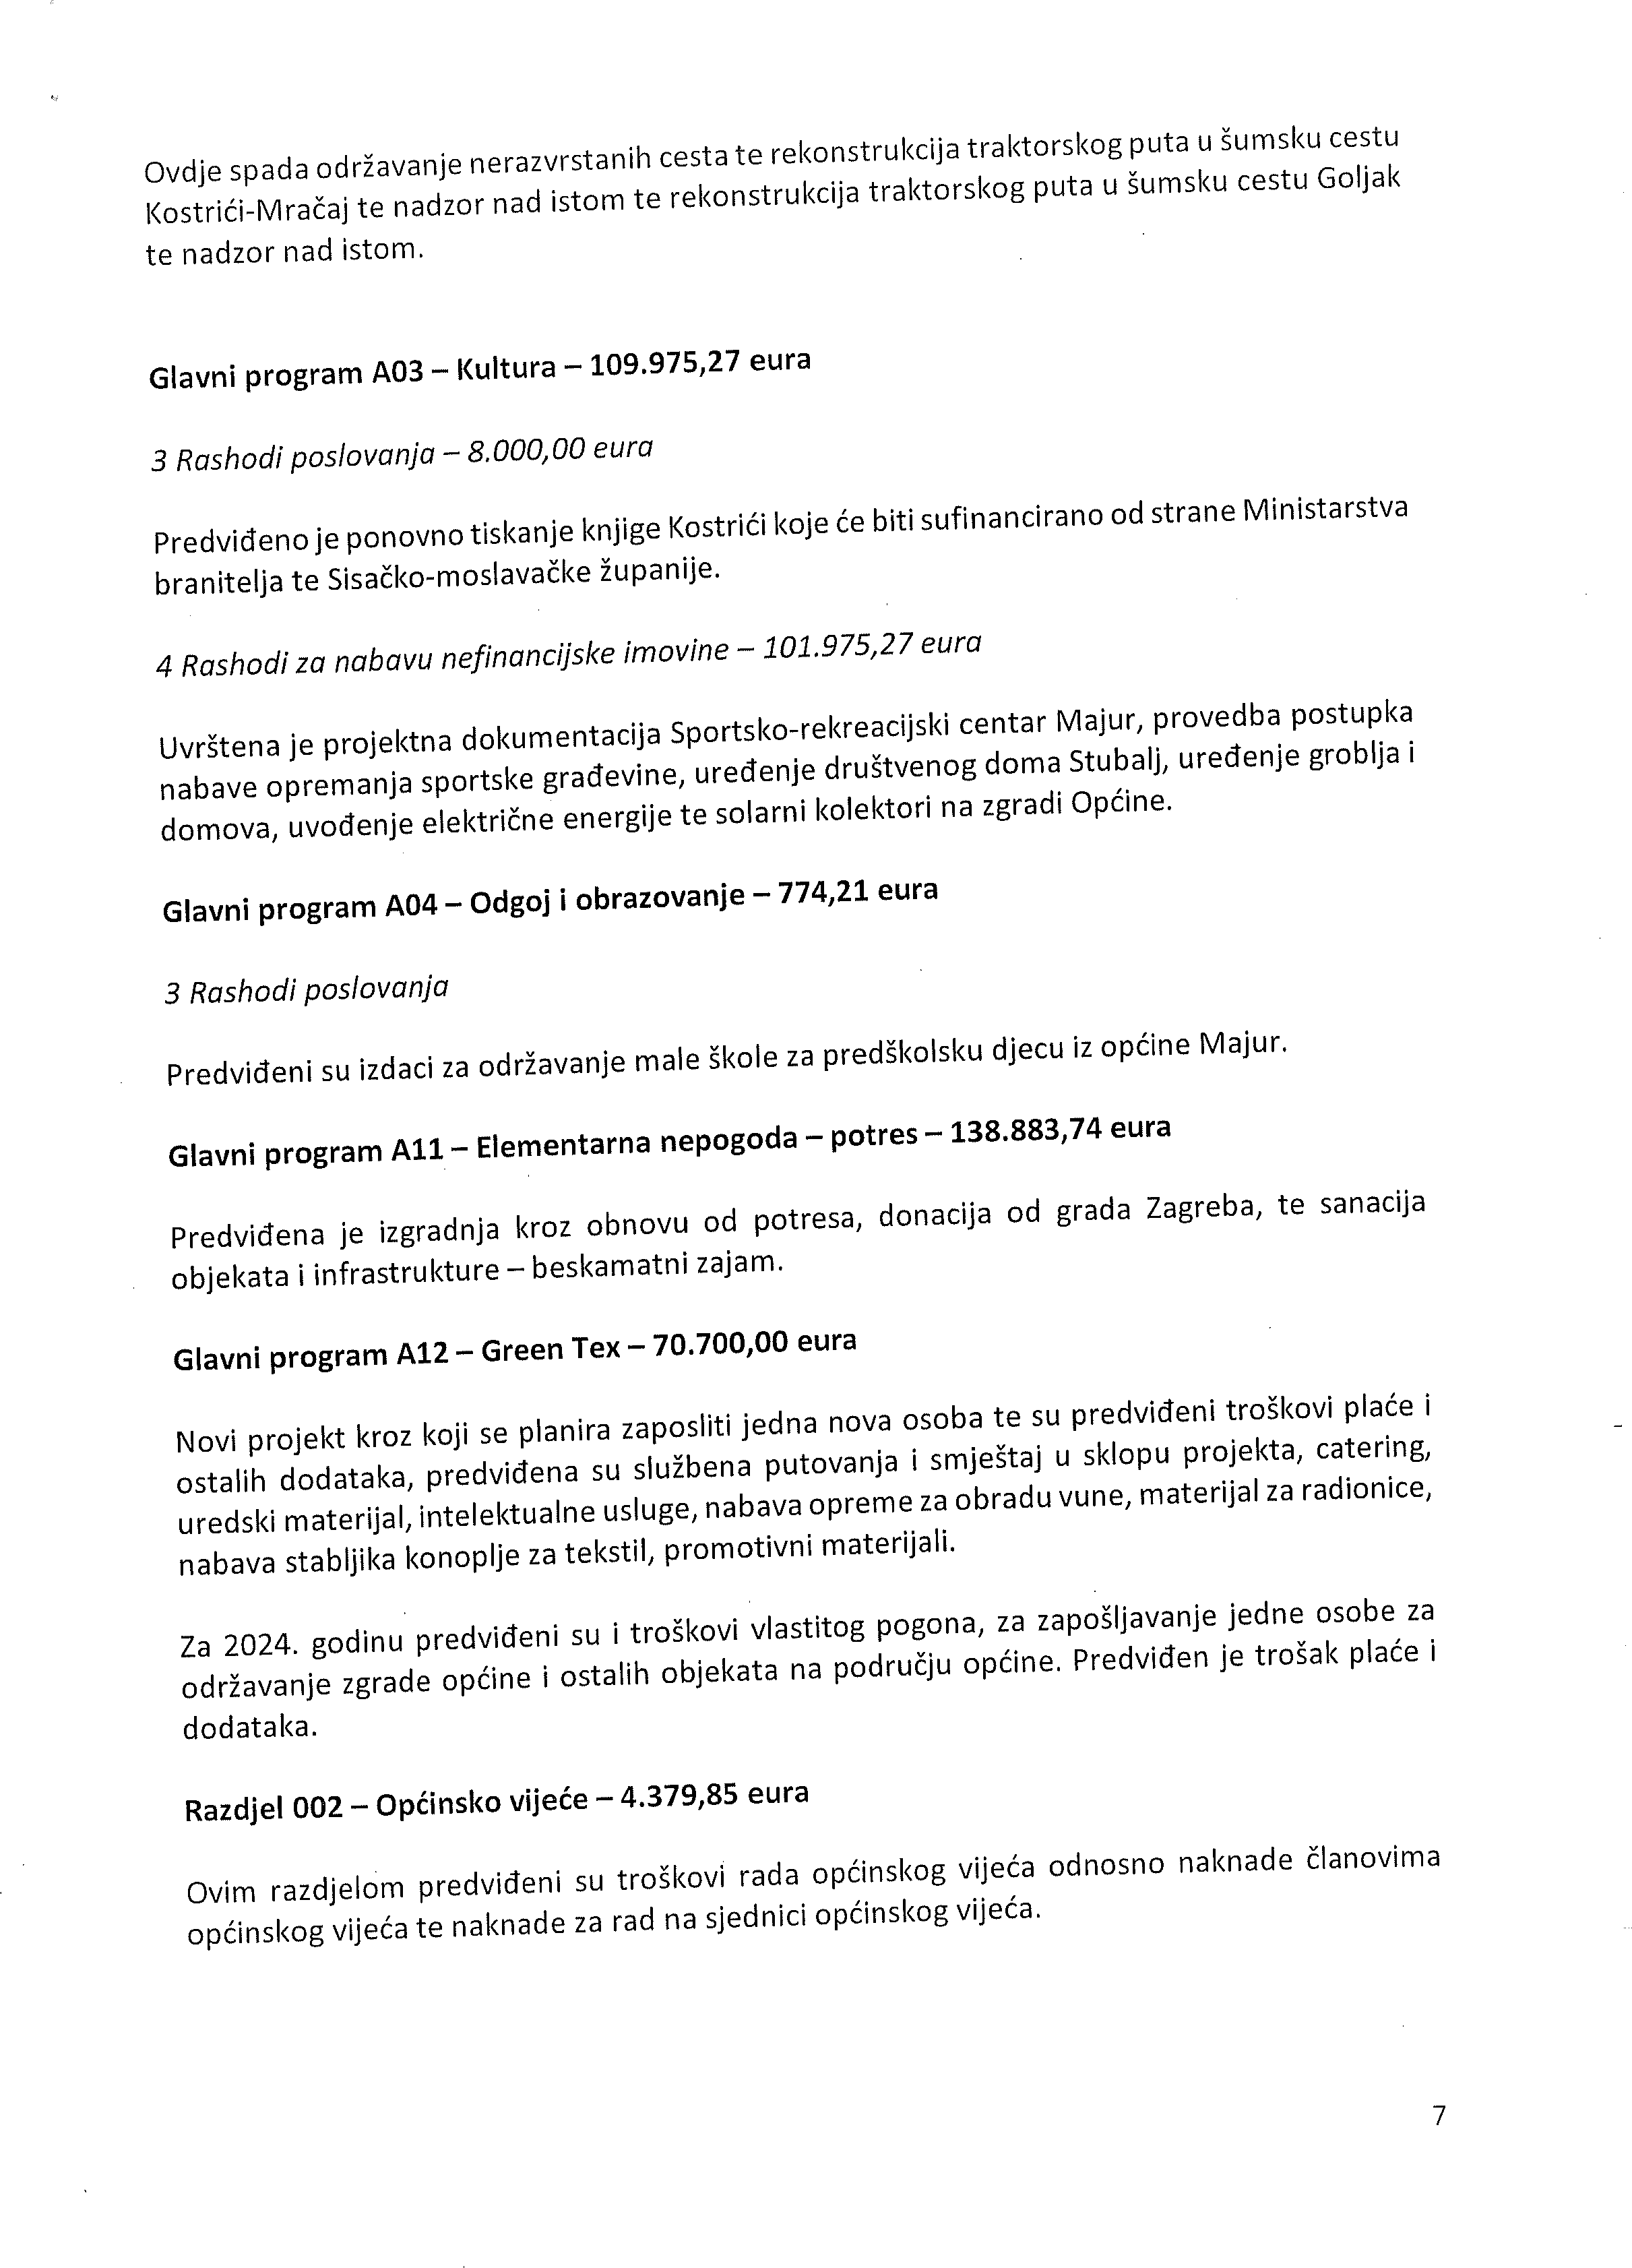 Ovdje spada održavanje nerazvrstanih cesta te rekonstrukcija traktorskog puta u šumsku cestu
Kostrići-Mračaj te nadzor nad istom te rekonstrukcija traktorskog puta u šumsku cestu Goljak
te nadzor nad istom.
Glavni program A03 – Kultura – 109.975,27 eura
3 Rashodi poslovanja – 8.000,00 eura
Predviđeno je ponovno tiskanje knjige Kostrići koje će biti sufinancirano od strane Ministarstva
branitelja te Sisačko-moslavačke županije.
4 Rashodi za nabavu nefinancijske imovine – 101.975,27 eura
Uvrštena je projektna dokumentacija Sportsko-rekreacijski centar Majur, provedba postupka
nabave opremanja sportske građevine, uređenje društvenog doma Stubalj, uređenje groblja i
domova, uvođenje električne energije te solarni kolektori na zgradi Općine.
Glavni program A04 – Odgoj i obrazovanje – 774,21 eura
3 Rashodi poslovanja
Predviđeni su izdaci za održavanje male škole za predškolsku djecu iz općine Majur.
Glavni program A11 – Elementarna nepogoda – potres – 138.883,74 eura
Predviđena je izgradnja kroz obnovu od potresa, donacija od grada Zagreba, te sanacija
objekata i infrastrukture – beskamatni zajam.
Glavni program A12 – Green Tex – 70.700,00 eura
Novi projekt kroz koji se planira zaposliti jedna nova osoba te su predviđeni troškovi plaće i
ostalih dodataka, predviđena su službena putovanja i smještaj u sklopu projekta, catering,
uredski materijal, intelektualne usluge, nabava opreme za obradu vune, materijal za radionice,
nabava stabljika konoplje za tekstil, promotivni materijali.
Za 2024. godinu predviđeni su i troškovi vlastitog pogona, za zapošljavanje jedne osobe za
održavanje zgrade općine i ostalih objekata na području općine. Predviđen je trošak plaće i
dodataka.
Razdjel 002 – Općinsko vijeće – 4.379,85 eura
Ovim razdjelom predviđeni su troškovi rada općinskog vijeća odnosno naknade članovima
općinskog vijeća te naknade za rad na sjednici općinskog vijeća.
7